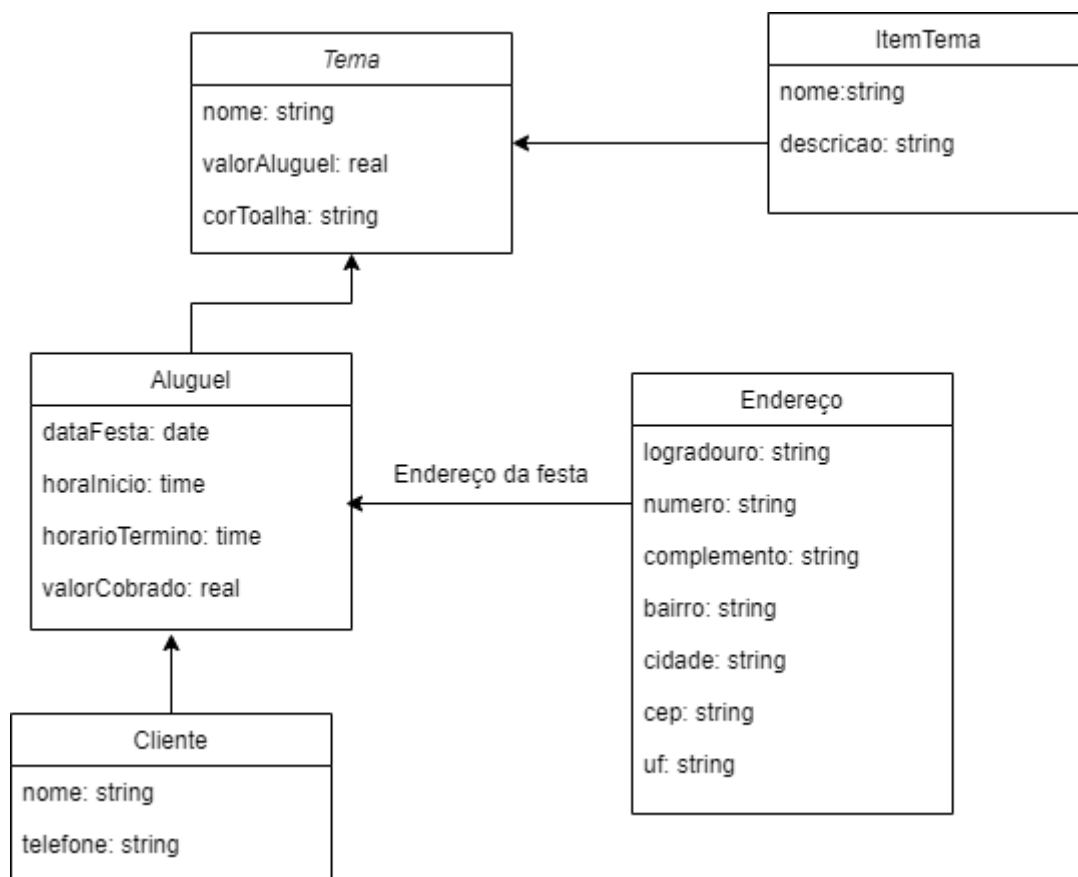 Tema
nome: string
valorAluguel: real
corToalha: string
ItemTema
nome:string
descricao: string
Aluguel
dataFesta: date
horaInicio: time
horarioTermino: time
valorCobrado: real
Endereço da festa
Endereço
logradouro: string
numero: string
complemento: string
bairro: string
cidade: string
cep: string
uf: string
Cliente
nome: string
telefone: string